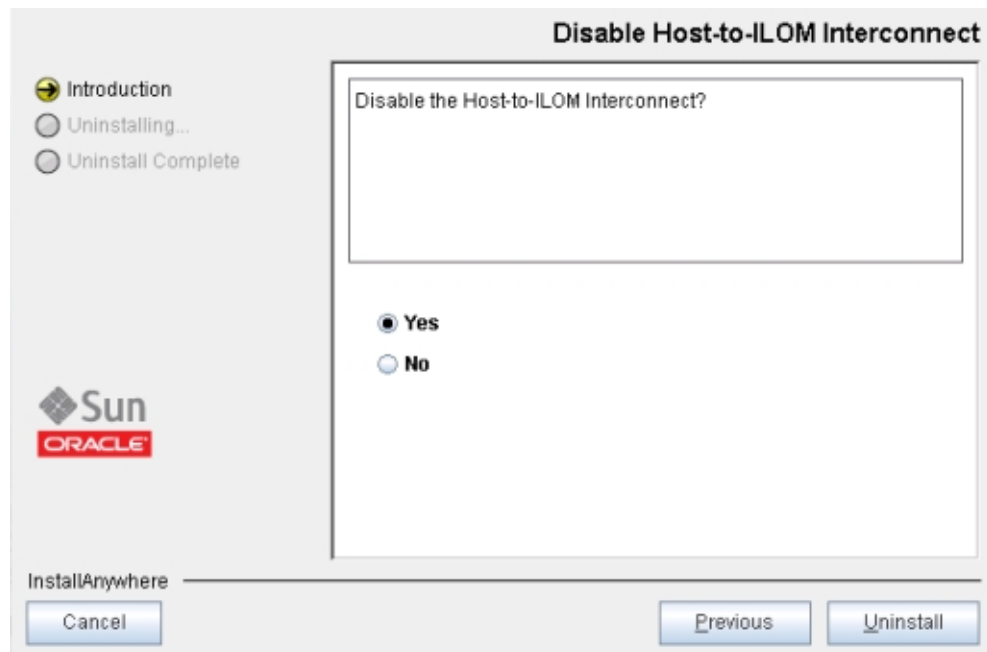 Disable Host-to-ILOM Interconnect
Introduction
Uninstalling...
Uninstall Complete
Disable the Host-to-ILOM Interconnect?
Yes
No
Sun
ORACLE
InstallAnywhere
Cancel
Previous
Uninstall